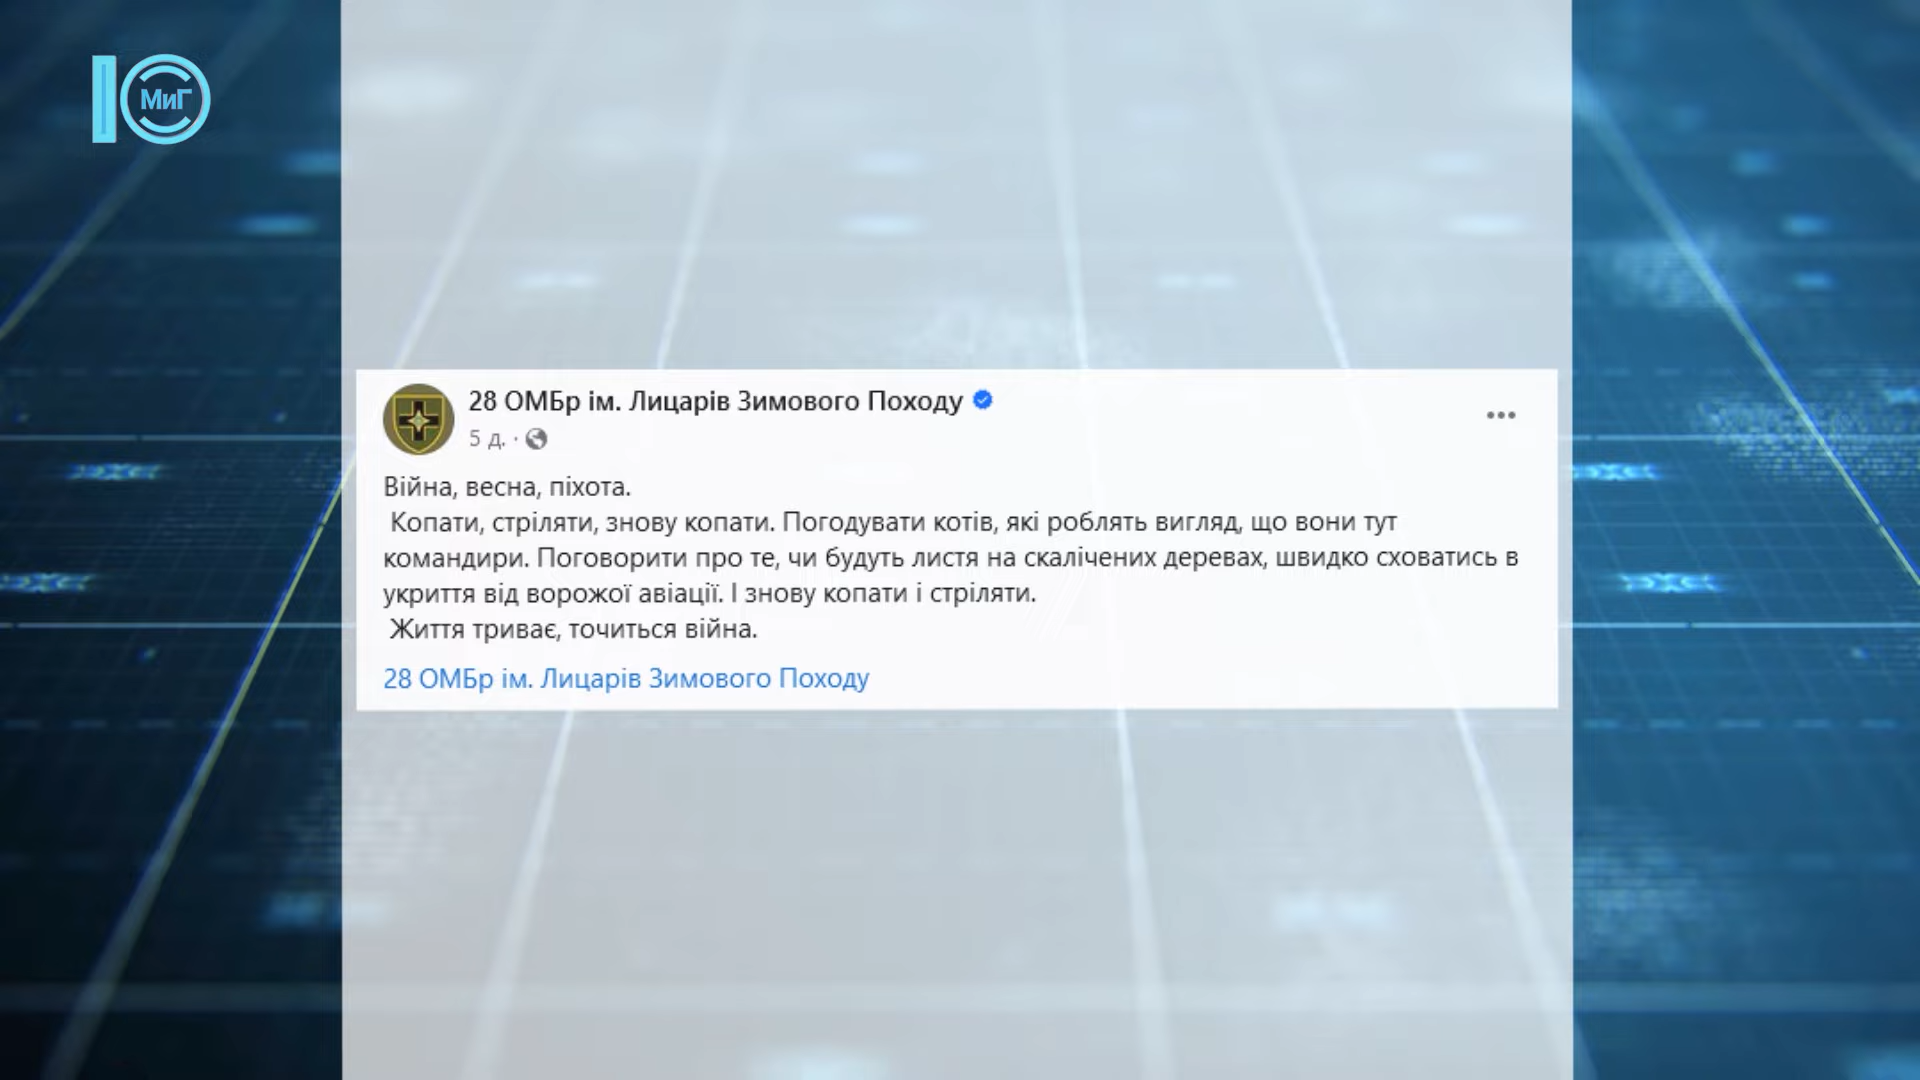 Ю МиГ
28 ОМБр ім. Лицарів Зимового Походу
5 д. ·
Війна, весна, піхота.
Копати, стріляти, знову копати. Погодувати котів, які роблять вигляд, що вони тут
командири. Поговорити про те, чи будуть листя на скалічених деревах, швидко сховатись в
укриття від ворожої авіації. І знову копати і стріляти.
Життя триває, точиться війна.
28 ОМБр ім. Лицарів Зимового Походу